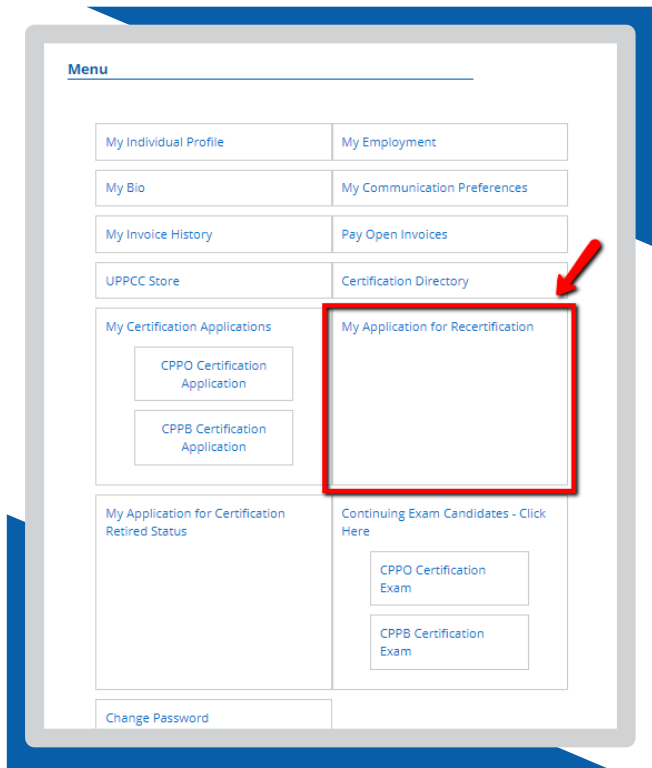 Menu
My Individual Profile
My Employment
My Bio
My Communication Preferences
My Invoice History
Pay Open Invoices
UPPCC Store
Certification Directory
My Certification Applications
CPPO Certification
Application
CPPB Certification
Application
My Application for Recertification
My Application for Certification
Retired Status
Continuing Exam Candidates - Click
Here
CPPO Certification
Exam
CPPB Certification
Exam
Change Password